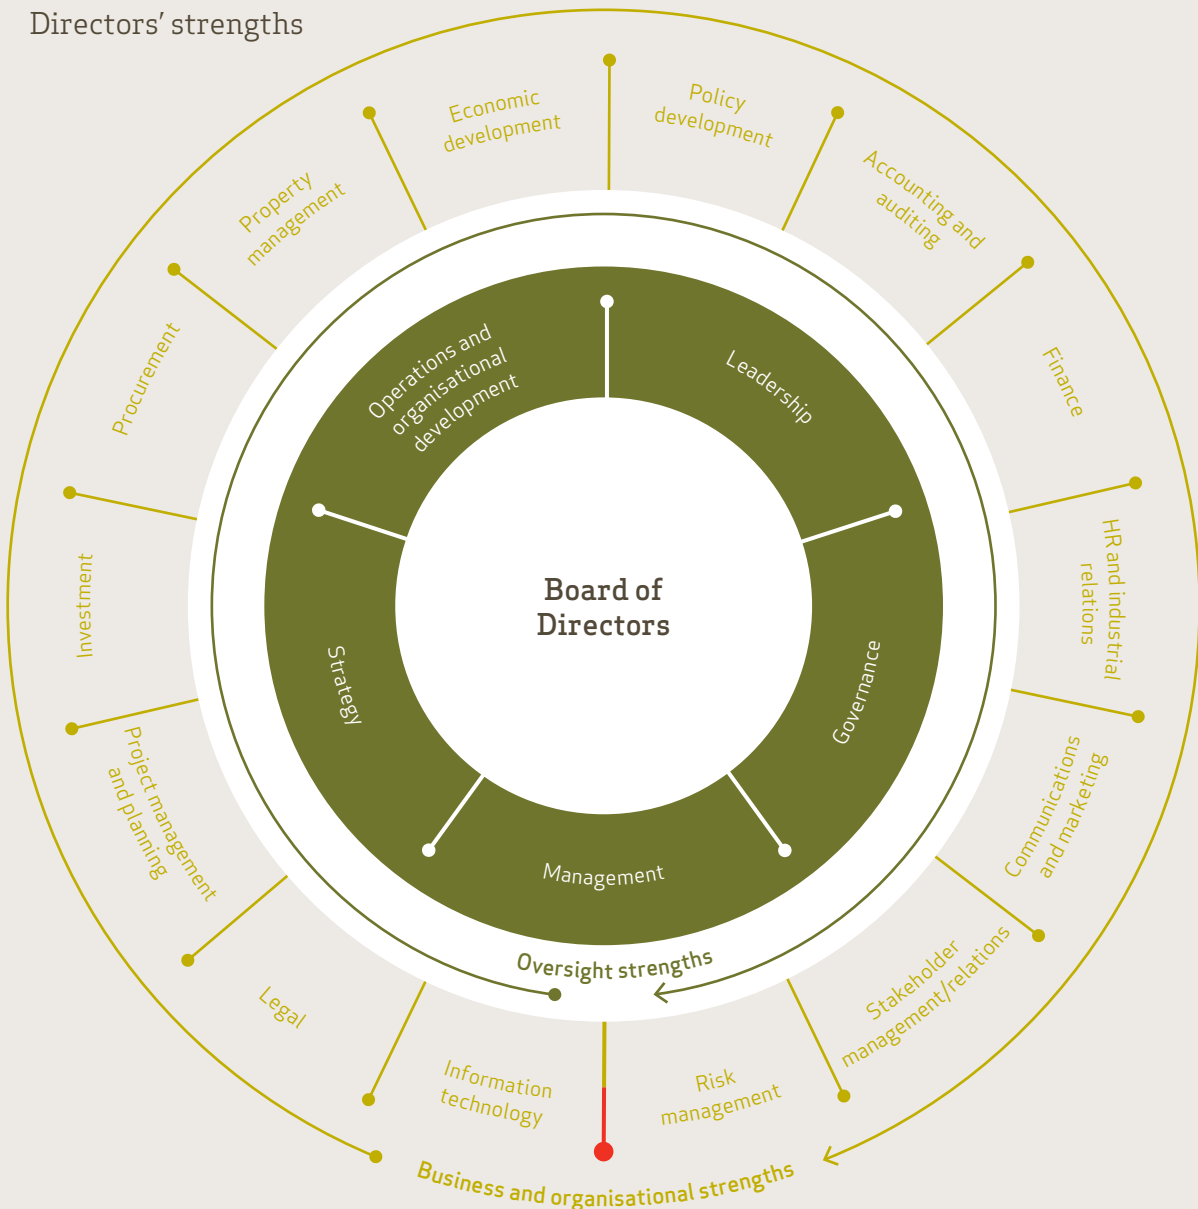 Directors’ strengths
Economic
development
Policy
development
Accounting and
auditing
Finance
HR and industrial
relations
Communications
and marketing
Stakeholder
management/relations
Risk
management
Information
technology
Legal
Project management
and planning
Investment
Procurement
Property
management
Operations and
organisational
development
Leadership
Governance
Management
Strategy
Board of
Directors
Oversight strengths
Business and organisational strengths